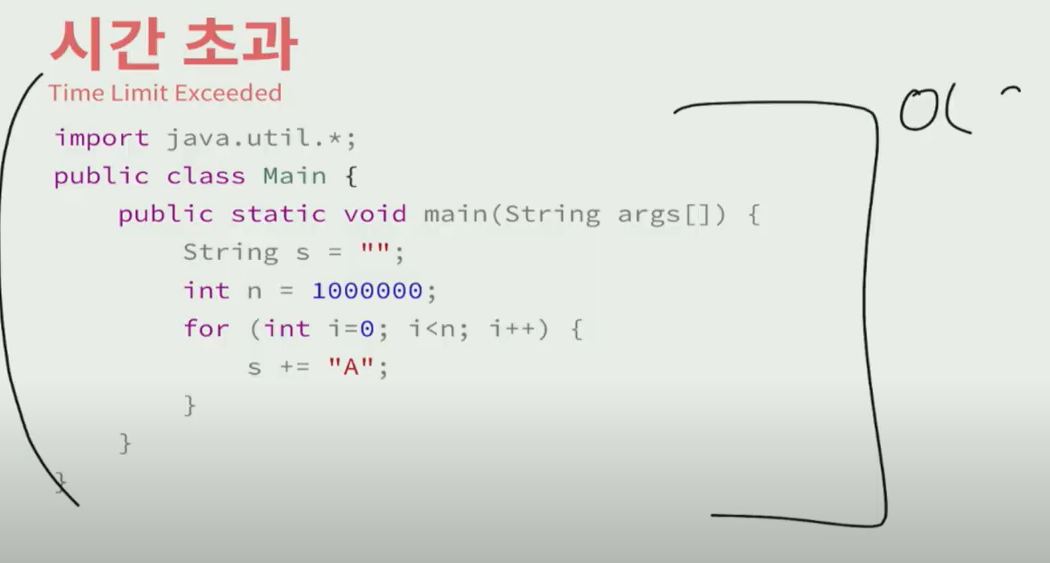 시간 초과
Time Limit Exceeded
import java.util.*;
public class Main {
public static void main(String args[]) {
String s = "";
int n = 1000000;
for (int i=0; i<n; i++) {
s += "A";
}
}
}
O(